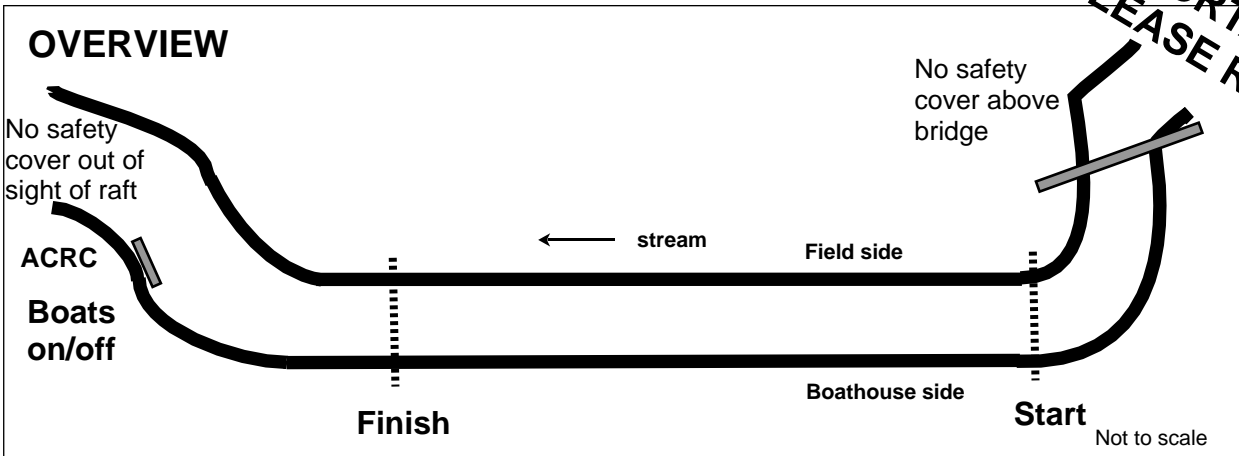 OVERVIEW
No safety
cover above
bridge
No safety
cover out of
sight of raft
stream
Field side
ACRC
Boats
on/off
Boathouse side
Finish
Start
Not to scale